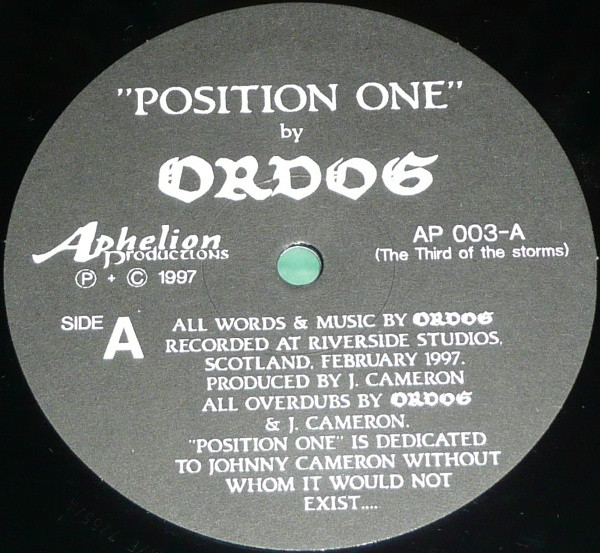 "POSITION ONE"
by
ORDOG
Aphelion
Productions
Ⓟ + © 1997
AP 003-A
(The Third of the storms)
SIDE A
ALL WORDS & MUSIC BY ORDOG
RECORDED AT RIVERSIDE STUDIOS,
SCOTLAND, FEBRUARY 1997.
PRODUCED BY J. CAMERON
ALL OVERDUBS BY ORDOG
& J. CAMERON.
"POSITION ONE" IS DEDICATED
TO JOHNNY CAMERON WITHOUT
WHOM IT WOULD NOT
EXIST....